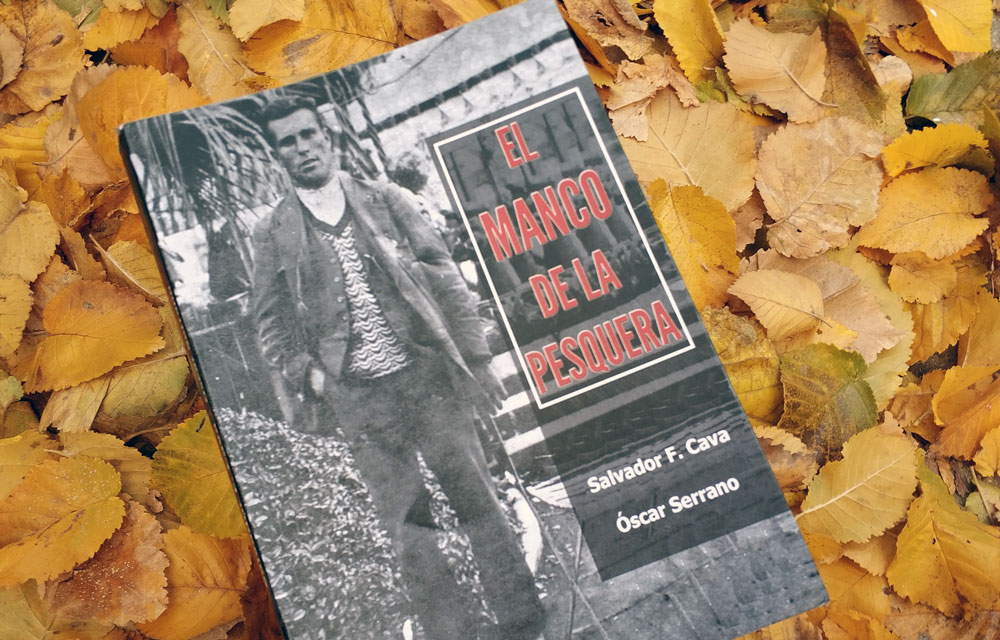 EL
MANCO
DE LA
PESQUERA
Salvador F. Cava
Óscar Serrano